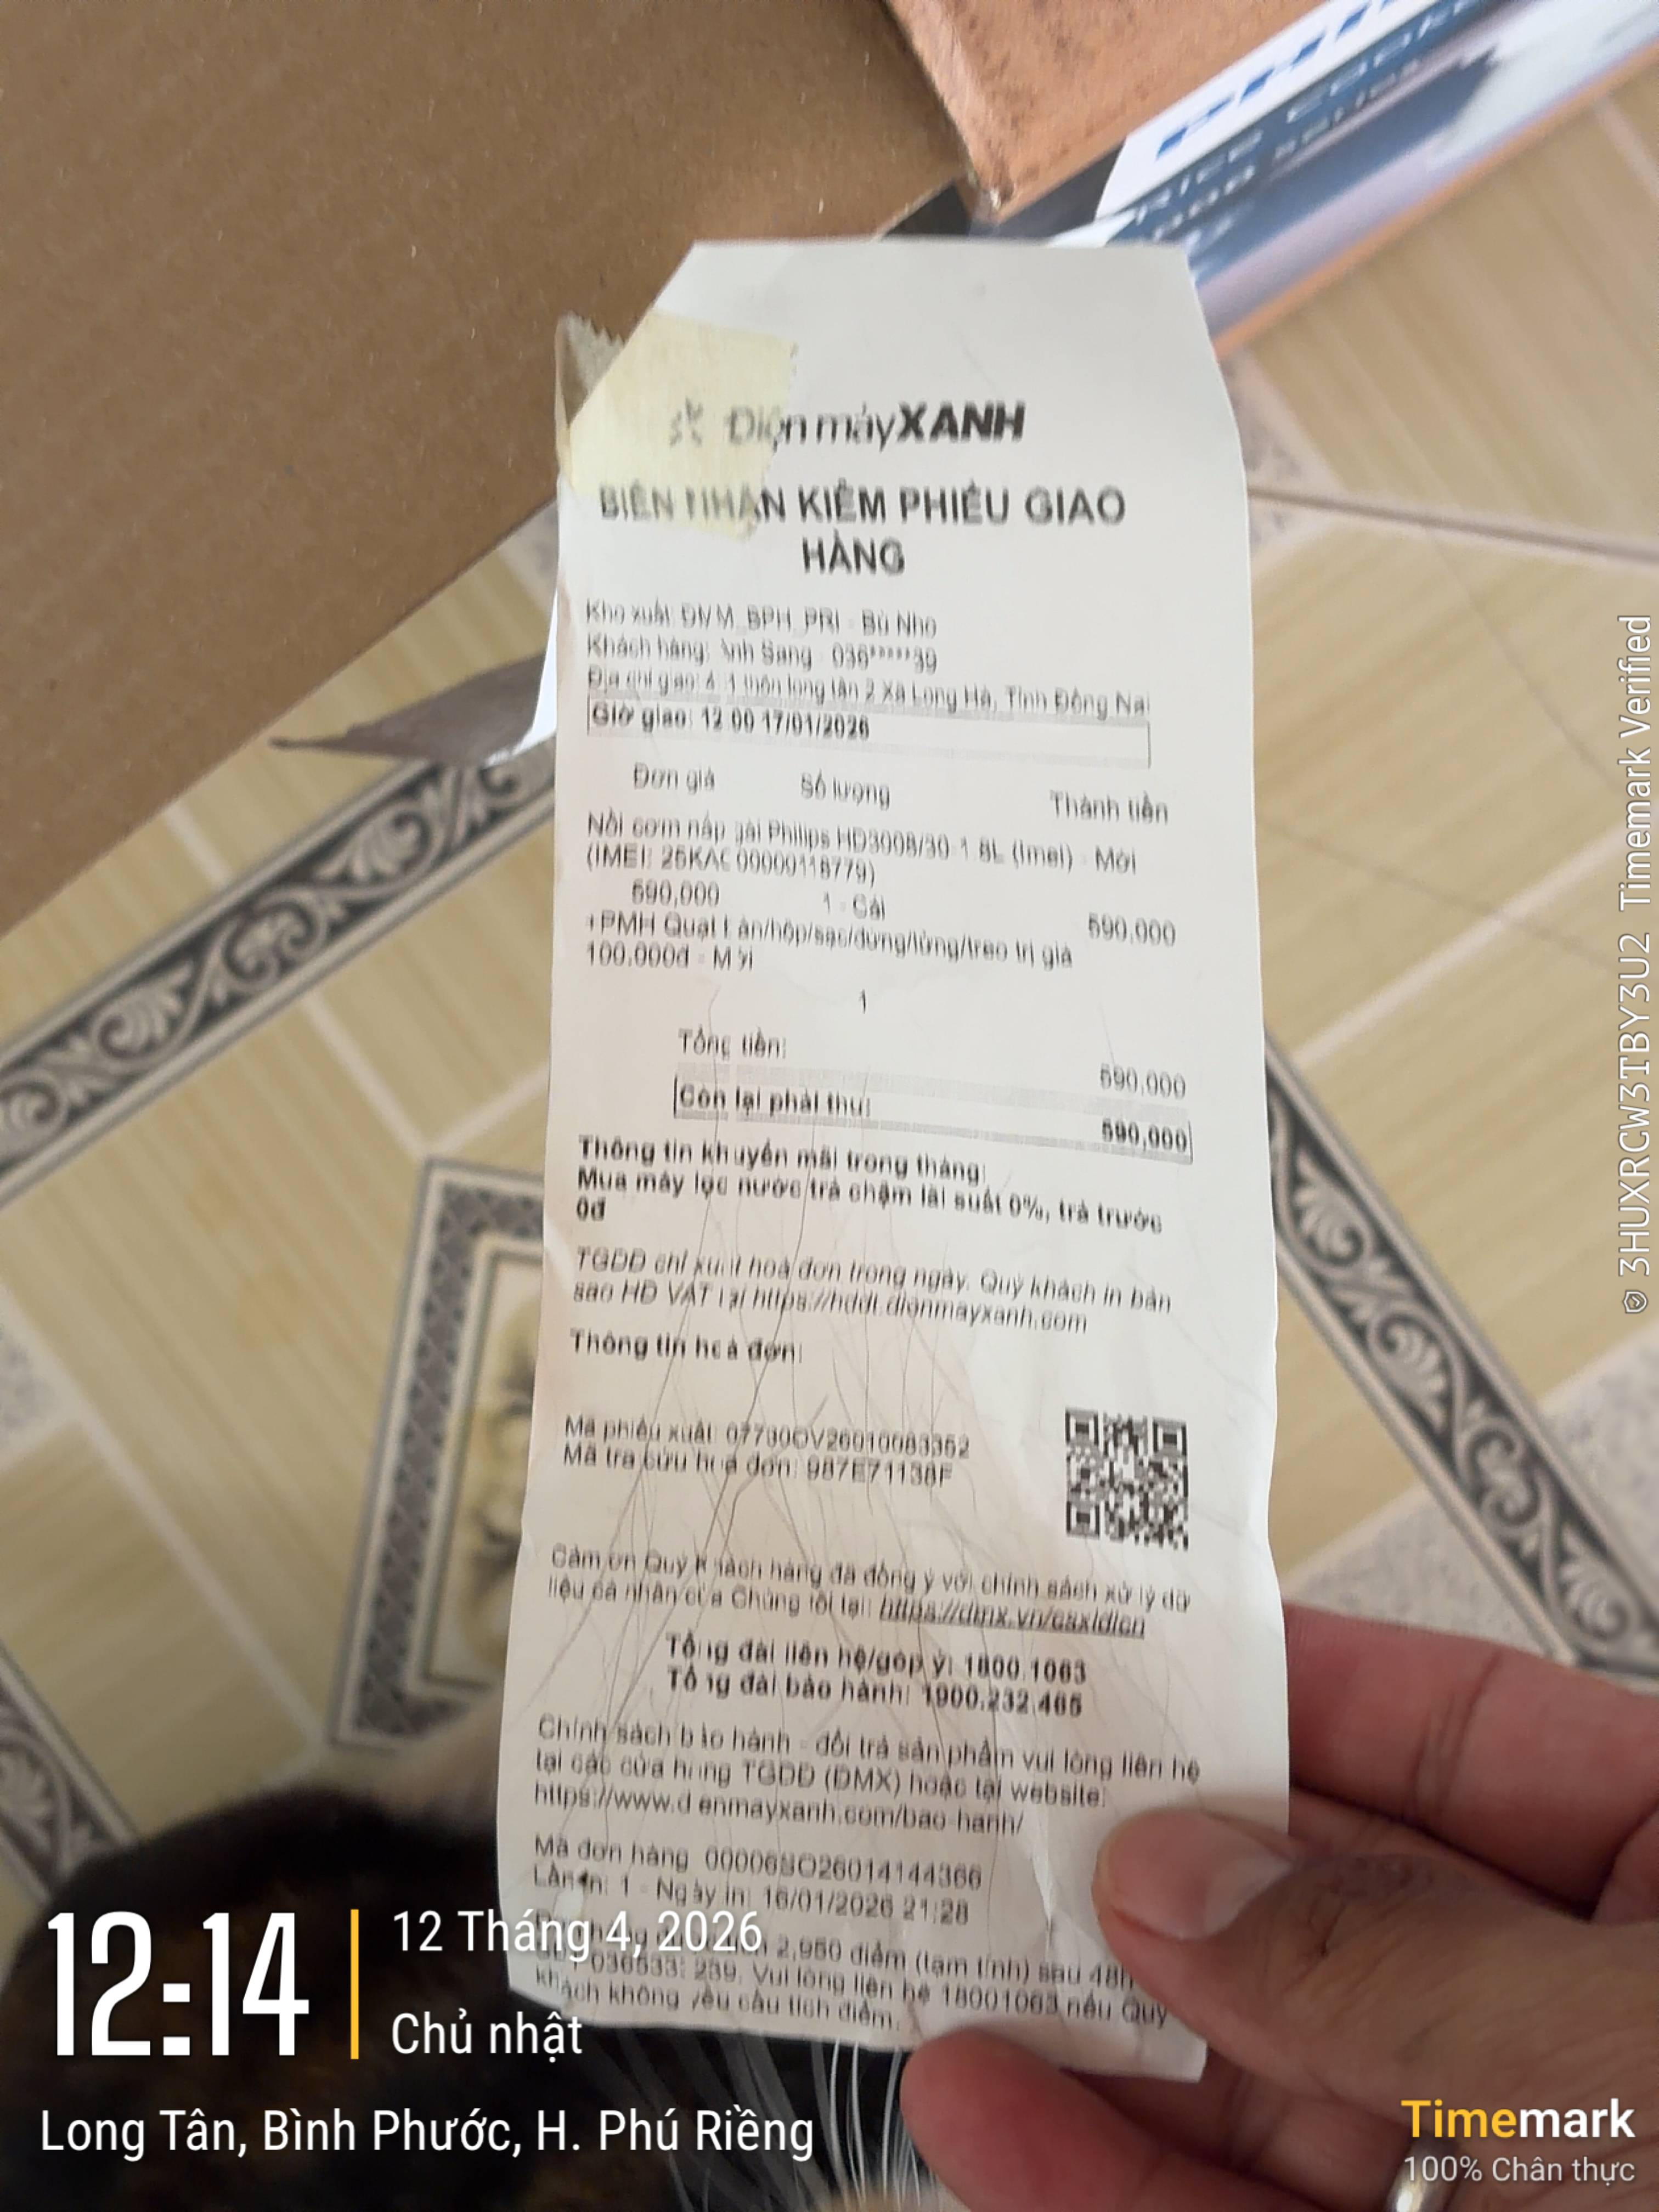 RICE COOKER
Điện máyXANH
BIÊN NHẬN KIÊM PHIẾU GIAO
HÀNG
Kho xuất: ĐMM_BPH_PRI - Bù Nho
Khách hàng: Anh Sang - 036*****39
Địa chỉ giao: 1 thôn long tân 2 Xã Long Hà, Tỉnh Đồng Nai
Giờ giao: 12:00 17/01/2026
Đơn giá Số lượng Thành tiền
Nồi cơm nắp gài Philips HD3008/30 1.8L (Imei) - Mới
(IMEI: 00000118779)
590,000 1 - Cái 590,000
+PMH Quạt bàn/hộp/sạc/đứng/lửng/treo trị giá
100,000đ - Mới
1
Tổng tiền: 590,000
Còn lại phải thu: 590,000
Thông tin khuyến mãi trong tháng:
Mua máy lọc nước trả chậm lãi suất 0%, trả trước
0đ
TGDD chỉ xuất hoá đơn trong ngày. Quý khách in bản
sao HĐ VAT tại https://hddt.dienmayxanh.com
Thông tin hoá đơn:
Mã phiếu xuất: 07780OV26010083352
Mã tra cứu hoá đơn: 987E71138F
Cảm ơn Quý khách hàng đã đồng ý với chính sách xử lý dữ
liệu cá nhân của Chúng tôi tại: https://dmx.vn/csxldlcn
Tổng đài liên hệ/góp ý: 1800.1063
Tổng đài bảo hành: 1900.232.465
Chính sách bảo hành - đổi trả sản phẩm vui lòng liên hệ
tại các cửa hàng TGDD (ĐMX) hoặc tại website:
https://www.dienmayxanh.com/bao-hanh/
Mã đơn hàng 00006SO26014144366
Lần in: 1 - Ngày in: 16/01/2026 21:28
2,950 điểm (tạm tính) sau 48h
239. Vui lòng liên hệ 18001063 nếu Quý
khách không yêu cầu tích điểm.
12:14
12 Tháng 4, 2026
Chủ nhật
Long Tân, Bình Phước, H. Phú Riềng
Timemark
100% Chân thực
3HUXRCW3TBY3U2 Timemark Verified